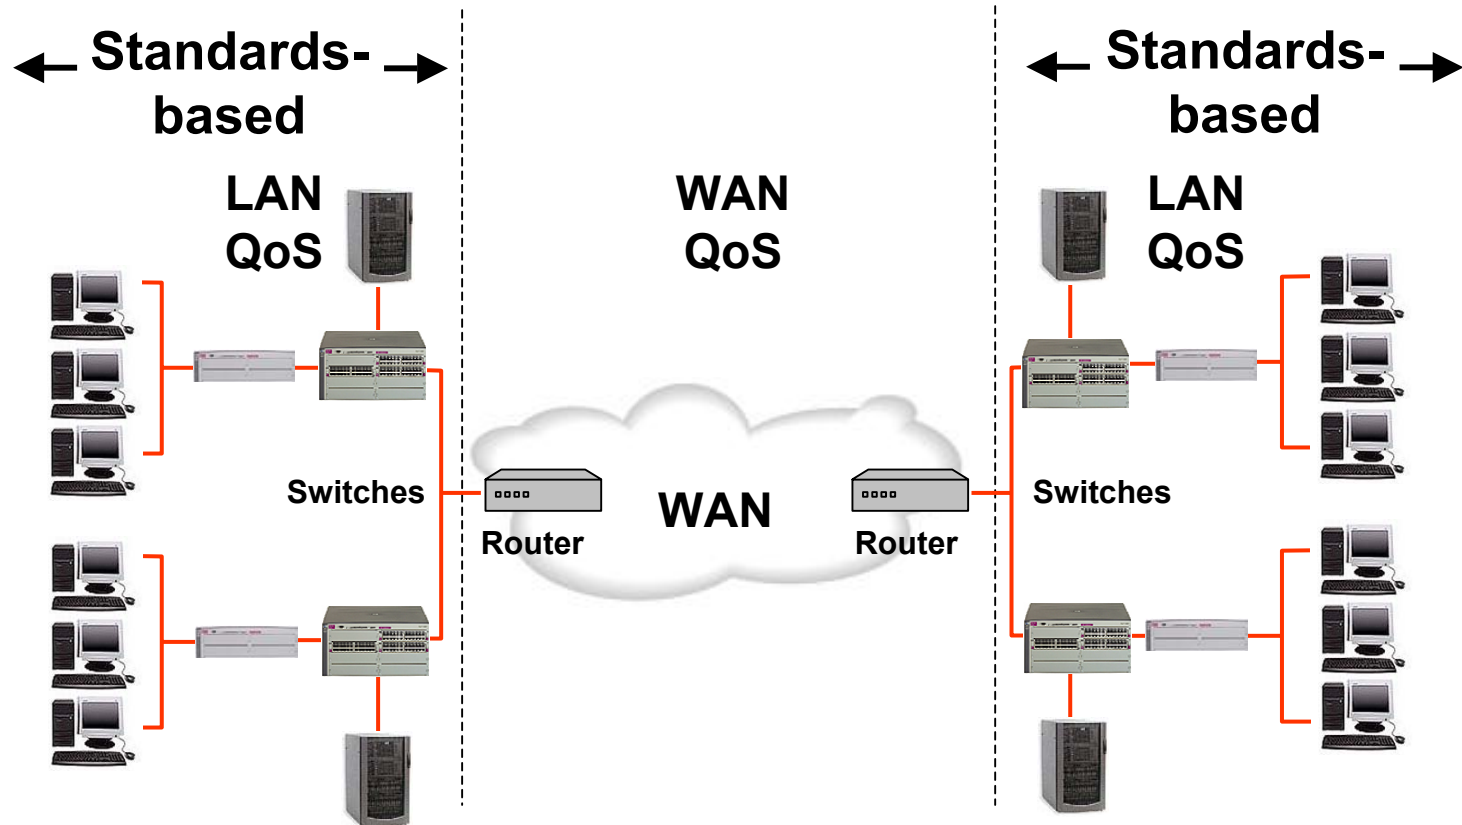 Standards-
based
LAN
QoS
Switches
WAN
QoS
WAN
Router
Router
Standards-
based
LAN
QoS
Switches